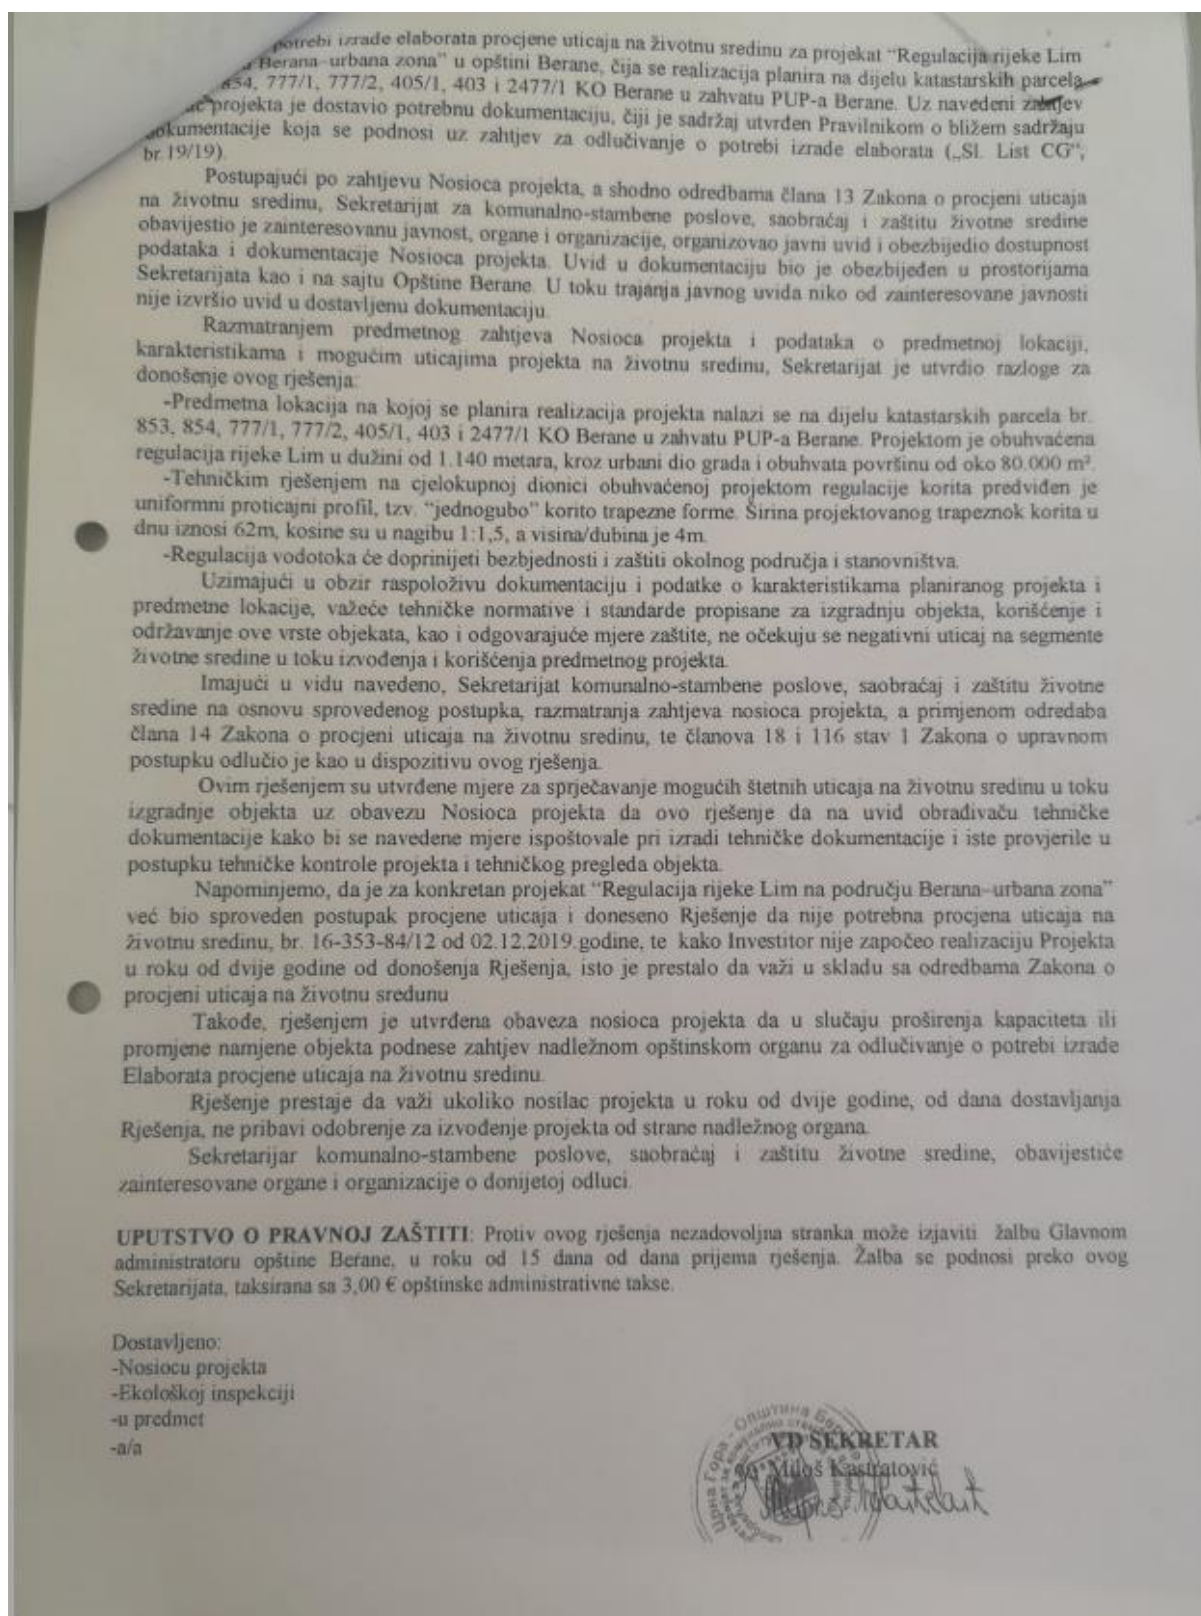 potrebi izrade elaborata procjene uticaja na životnu sredinu za projekat “Regulacija rijeke Lim
Berana–urbana zona” u opštini Berane, čija se realizacija planira na dijelu katastarskih parcela
854, 777/1, 777/2, 405/1, 403 i 2477/1 KO Berane u zahvatu PUP-a Berane. Uz navedeni zahtjev
projekta je dostavio potrebnu dokumentaciju, čiji je sadržaj utvrđen Pravilnikom o bližem sadržaju
dokumentacije koja se podnosi uz zahtjev za odlučivanje o potrebi izrade elaborata („Sl. List CG“,
br.19/19).
Postupajući po zahtjevu Nosioca projekta, a shodno odredbama člana 13 Zakona o procjeni uticaja
na životnu sredinu, Sekretarijat za komunalno-stambene poslove, saobraćaj i zaštitu životne sredine
obavijestio je zainteresovanu javnost, organe i organizacije, organizovao javni uvid i obezbijedio dostupnost
podataka i dokumentacije Nosioca projekta. Uvid u dokumentaciju bio je obezbijeđen u prostorijama
Sekretarijata kao i na sajtu Opštine Berane. U toku trajanja javnog uvida niko od zainteresovane javnosti
nije izvršio uvid u dostavljenu dokumentaciju.
Razmatranjem predmetnog zahtjeva Nosioca projekta i podataka o predmetnoj lokaciji,
karakteristikama i mogućim uticajima projekta na životnu sredinu, Sekretarijat je utvrdio razloge za
donošenje ovog rješenja:
-Predmetna lokacija na kojoj se planira realizacija projekta nalazi se na dijelu katastarskih parcela br.
853, 854, 777/1, 777/2, 405/1, 403 i 2477/1 KO Berane u zahvatu PUP-a Berane. Projektom je obuhvaćena
regulacija rijeke Lim u dužini od 1.140 metara, kroz urbani dio grada i obuhvata površinu od oko 80.000 m².
-Tehničkim rješenjem na cjelokupnoj dionici obuhvaćenoj projektom regulacije korita predviđen je
uniformni proticajni profil, tzv. “jednogubo” korito trapezne forme. Širina projektovanog trapeznok korita u
dnu iznosi 62m, kosine su u nagibu 1:1,5, a visina/dubina je 4m.
-Regulacija vodotoka će doprinijeti bezbjednosti i zaštiti okolnog područja i stanovništva.
Uzimajući u obzir raspoloživu dokumentaciju i podatke o karakteristikama planiranog projekta i
predmetne lokacije, važeće tehničke normative i standarde propisane za izgradnju objekta, korišćenje i
održavanje ove vrste objekata, kao i odgovarajuće mjere zaštite, ne očekuju se negativni uticaj na segmente
životne sredine u toku izvođenja i korišćenja predmetnog projekta.
Imajući u vidu navedeno, Sekretarijat komunalno-stambene poslove, saobraćaj i zaštitu životne
sredine na osnovu sprovedenog postupka, razmatranja zahtjeva nosioca projekta, a primjenom odredaba
člana 14 Zakona o procjeni uticaja na životnu sredinu, te članova 18 i 116 stav 1 Zakona o upravnom
postupku odlučio je kao u dispozitivu ovog rješenja.
Ovim rješenjem su utvrđene mjere za sprječavanje mogućih štetnih uticaja na životnu sredinu u toku
izgradnje objekta uz obavezu Nosioca projekta da ovo rješenje da na uvid obrađivaču tehničke
dokumentacije kako bi se navedene mjere ispoštovale pri izradi tehničke dokumentacije i iste provjerile u
postupku tehničke kontrole projekta i tehničkog pregleda objekta.
Napominjemo, da je za konkretan projekat “Regulacija rijeke Lim na području Berana–urbana zona”
već bio sproveden postupak procjene uticaja i doneseno Rješenje da nije potrebna procjena uticaja na
životnu sredinu, br. 16-353-84/12 od 02.12.2019.godine, te kako Investitor nije započeo realizaciju Projekta
u roku od dvije godine od donošenja Rješenja, isto je prestalo da važi u skladu sa odredbama Zakona o
procjeni uticaja na životnu sredunu
Takođe, rješenjem je utvrđena obaveza nosioca projekta da u slučaju proširenja kapaciteta ili
promjene namjene objekta podnese zahtjev nadležnom opštinskom organu za odlučivanje o potrebi izrade
Elaborata procjene uticaja na životnu sredinu.
Rješenje prestaje da važi ukoliko nosilac projekta u roku od dvije godine, od dana dostavljanja
Rješenja, ne pribavi odobrenje za izvođenje projekta od strane nadležnog organa.
Sekretarijar komunalno-stambene poslove, saobraćaj i zaštitu životne sredine, obavijestiće
zainteresovane organe i organizacije o donijetoj odluci.
UPUTSTVO O PRAVNOJ ZAŠTITI: Protiv ovog rješenja nezadovoljna stranka može izjaviti žalbu Glavnom
administratoru opštine Berane, u roku od 15 dana od dana prijema rješenja. Žalba se podnosi preko ovog
Sekretarijata, taksirana sa 3,00 € opštinske administrativne takse.
Dostavljeno:
-Nosiocu projekta
-Ekološkoj inspekciji
-u predmet
-a/a
VD SEKRETAR
Miloš Kastratović
Црна Гора - Општина